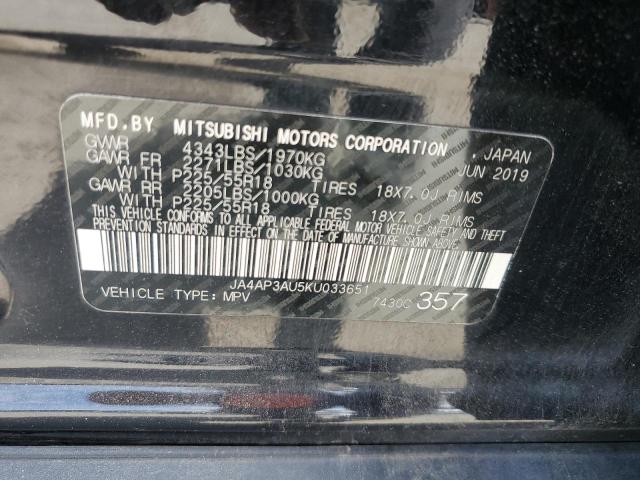 MFD.BY MITSUBISHI MOTORS CORPORATION , JAPAN
GVWR 4343LBS/1970KG JUN 2019
GAWR FR 2271LBS/1030KG
WITH P225/55R18 TIRES 18X7.0J RIMS
GAWR RR 2205LBS/1000KG
WITH P225/55R18 TIRES 18X7.0J RIMS
THIS VEHICLE CONFORMS TO ALL APPLICABLE FEDERAL MOTOR VEHICLE SAFETY AND THEFT
PREVENTION STANDARDS IN EFFECT ON THE DATE OF MANUFACTURE SHOWN ABOVE.
JA4AP3AU5KU033651
VEHICLE TYPE: MPV 7430C 357